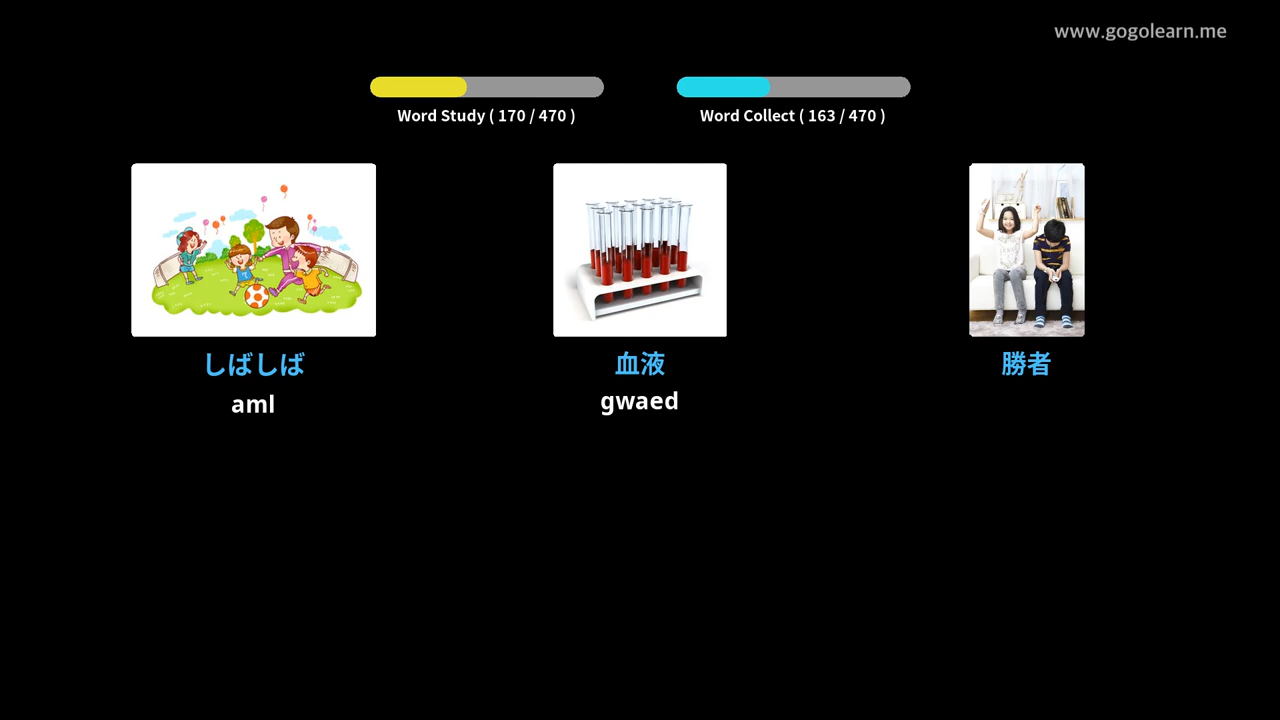 www.gogolearn.me
Word Study ( 170 / 470 )
Word Collect ( 163 / 470 )
しばしば
血液
勝者
aml
gwaed